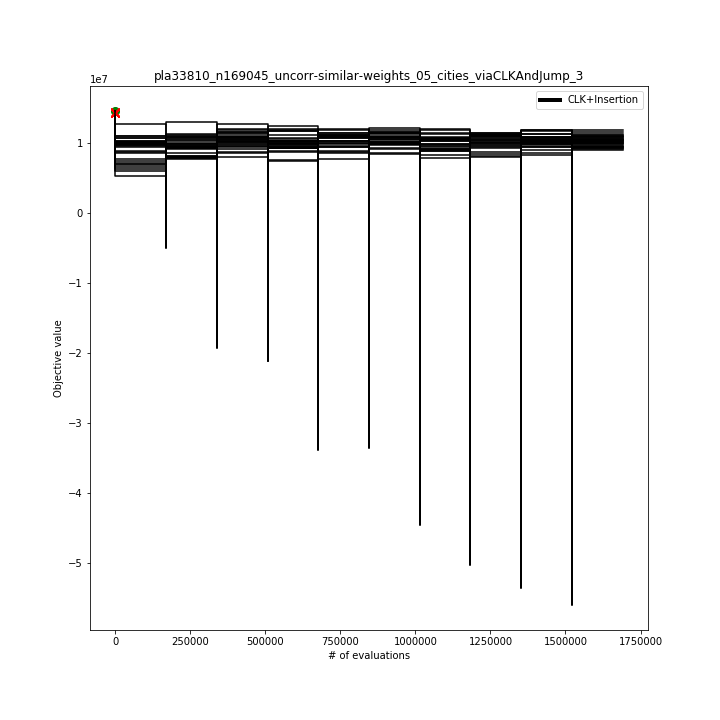 pla33810_n169045_uncorr-similar-weights_05_cities_viaCLKAndJump_3
1e7
CLK+Insertion
1
0
−1
−2
−3
−4
−5
Objective value
0 250000 500000 750000 1000000 1250000 1500000 1750000
# of evaluations